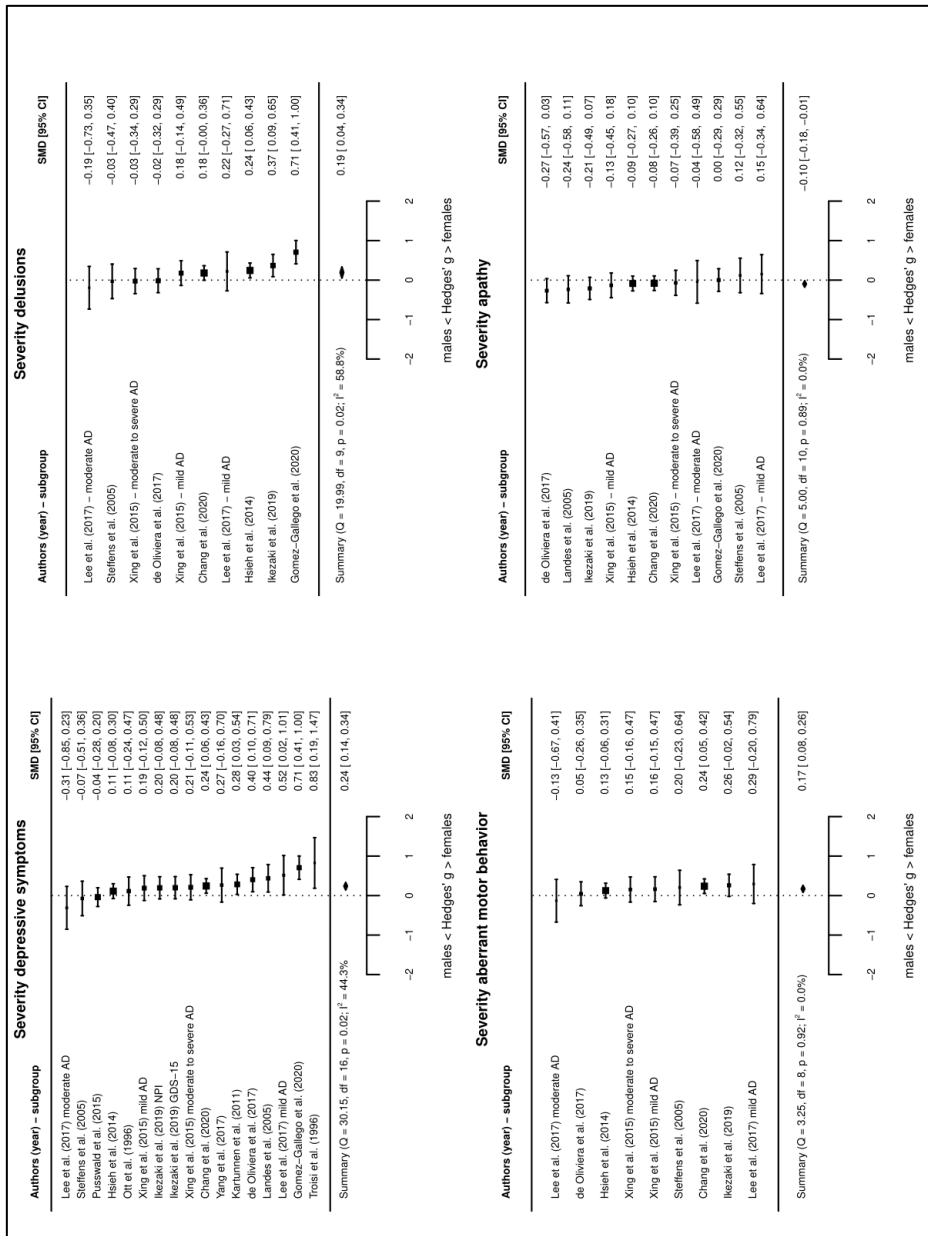 Severity depressive symptoms
Authors (year) − subgroup SMD [95% CI]
Lee et al. (2017) moderate AD −0.31 [−0.85, 0.23]
Steffens et al. (2005) −0.07 [−0.51, 0.36]
Pusswald et al. (2015) −0.04 [−0.28, 0.20]
Hsieh et al. (2014) 0.11 [−0.08, 0.30]
Ott et al. (1996) 0.11 [−0.24, 0.47]
Xing et al. (2015) mild AD 0.19 [−0.12, 0.50]
Ikezaki et al. (2019) NPI 0.20 [−0.08, 0.48]
Ikezaki et al. (2019) GDS−15 0.20 [−0.08, 0.48]
Xing et al. (2015) moderate to severe AD 0.21 [−0.11, 0.53]
Chang et al. (2020) 0.24 [ 0.06, 0.43]
Yang et al. (2017) 0.27 [−0.16, 0.70]
Kartunnen et al. (2011) 0.28 [ 0.03, 0.54]
de Oliviera et al. (2017) 0.40 [ 0.10, 0.71]
Landes et al. (2005) 0.44 [ 0.09, 0.79]
Lee et al. (2017) mild AD 0.52 [ 0.02, 1.01]
Gomez−Gallego et al. (2020) 0.71 [ 0.41, 1.00]
Troisi et al. (1996) 0.83 [ 0.19, 1.47]
Summary (Q = 30.15, df = 16, p = 0.02; I² = 44.3% 0.24 [ 0.14, 0.34]
−2 −1 0 1 2
males < Hedges' g > females
Severity delusions
Authors (year) − subgroup SMD [95% CI]
Lee et al. (2017) − moderate AD −0.19 [−0.73, 0.35]
Steffens et al. (2005) −0.03 [−0.47, 0.40]
Xing et al. (2015) − moderate to severe AD −0.03 [−0.34, 0.29]
de Oliviera et al. (2017) −0.02 [−0.32, 0.29]
Xing et al. (2015) − mild AD 0.18 [−0.14, 0.49]
Chang et al. (2020) 0.18 [−0.00, 0.36]
Lee et al. (2017) − mild AD 0.22 [−0.27, 0.71]
Hsieh et al. (2014) 0.24 [ 0.06, 0.43]
Ikezaki et al. (2019) 0.37 [ 0.09, 0.65]
Gomez−Gallego et al. (2020) 0.71 [ 0.41, 1.00]
Summary (Q = 19.99, df = 9, p = 0.02; I² = 58.8%) 0.19 [ 0.04, 0.34]
−2 −1 0 1 2
males < Hedges' g > females
Severity aberrant motor behavior
Authors (year) − subgroup SMD [95% CI]
Lee et al. (2017) moderate AD −0.13 [−0.67, 0.41]
de Oliviera et al. (2017) 0.05 [−0.26, 0.35]
Hsieh et al. (2014) 0.13 [−0.06, 0.31]
Xing et al. (2015) moderate to severe AD 0.15 [−0.16, 0.47]
Xing et al. (2015) mild AD 0.16 [−0.15, 0.47]
Steffens et al. (2005) 0.20 [−0.23, 0.64]
Chang et al. (2020) 0.24 [ 0.05, 0.42]
Ikezaki et al. (2019) 0.26 [−0.02, 0.54]
Lee et al. (2017) mild AD 0.29 [−0.20, 0.79]
Summary (Q = 3.25, df = 8, p = 0.92; I² = 0.0%) 0.17 [ 0.08, 0.26]
−2 −1 0 1 2
males < Hedges' g > females
Severity apathy
Authors (year) − subgroup SMD [95% CI]
de Oliviera et al. (2017) −0.27 [−0.57, 0.03]
Landes et al. (2005) −0.24 [−0.58, 0.11]
Ikezaki et al. (2019) −0.21 [−0.49, 0.07]
Xing et al. (2015) − mild AD −0.13 [−0.45, 0.18]
Hsieh et al. (2014) −0.09 [−0.27, 0.10]
Chang et al. (2020) −0.08 [−0.26, 0.10]
Xing et al. (2015) − moderate to severe AD −0.07 [−0.39, 0.25]
Lee et al. (2017) − moderate AD −0.04 [−0.58, 0.49]
Gomez−Gallego et al. (2020) 0.00 [−0.29, 0.29]
Steffens et al. (2005) 0.12 [−0.32, 0.55]
Lee et al. (2017) − mild AD 0.15 [−0.34, 0.64]
Summary (Q = 5.00, df = 10, p = 0.89; I² = 0.0%) −0.10 [−0.18, −0.01]
−2 −1 0 1 2
males < Hedges' g > females